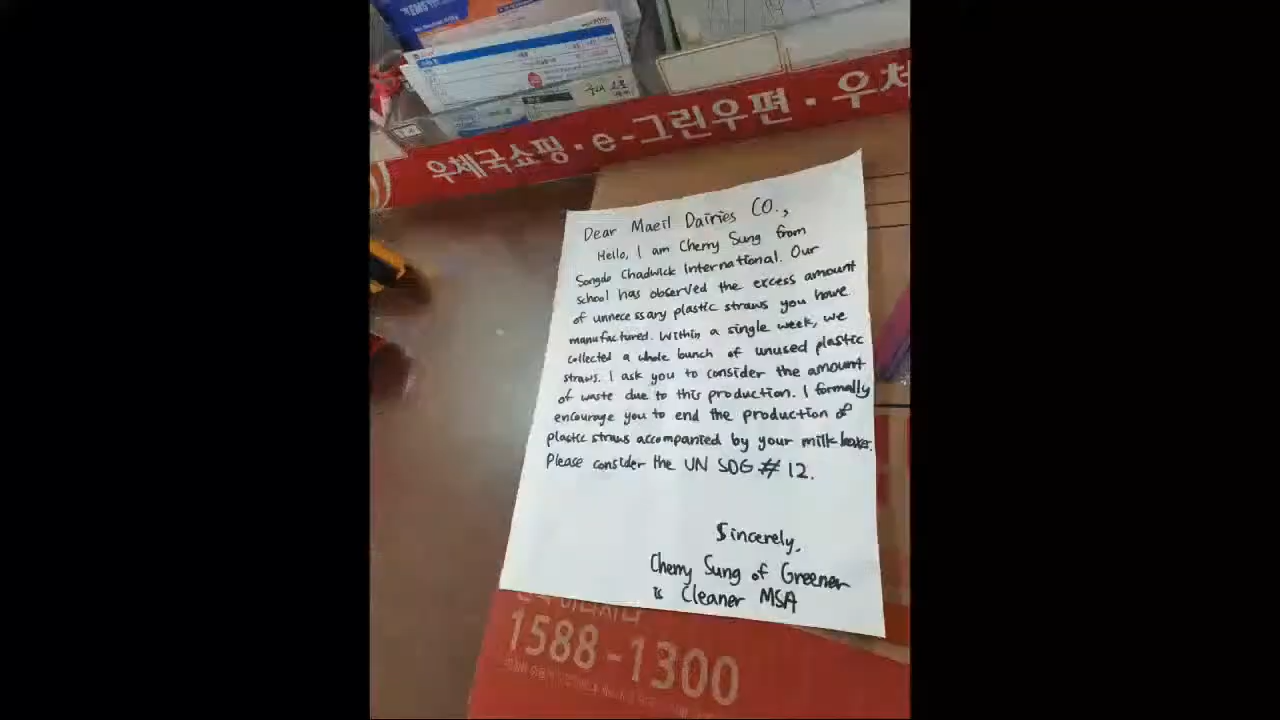 우체국쇼핑 · e-그린우편 · 우체
Dear Maeil Dairies CO.,
Hello, I am Cherry Sung from
Songdo Chadwick International. Our
school has observed the excess amount
of unnecessary plastic straws you have
manufactured. Within a single week, we
collected a whole bunch of unused plastic
straws. I ask you to consider the amount
of waste due to this production. I formally
encourage you to end the production of
plastic straws accompanied by your milk
Please consider the UN SDG # 12.
Sincerely,
Cherry Sung of Greener
is Cleaner MSA
1588-1300